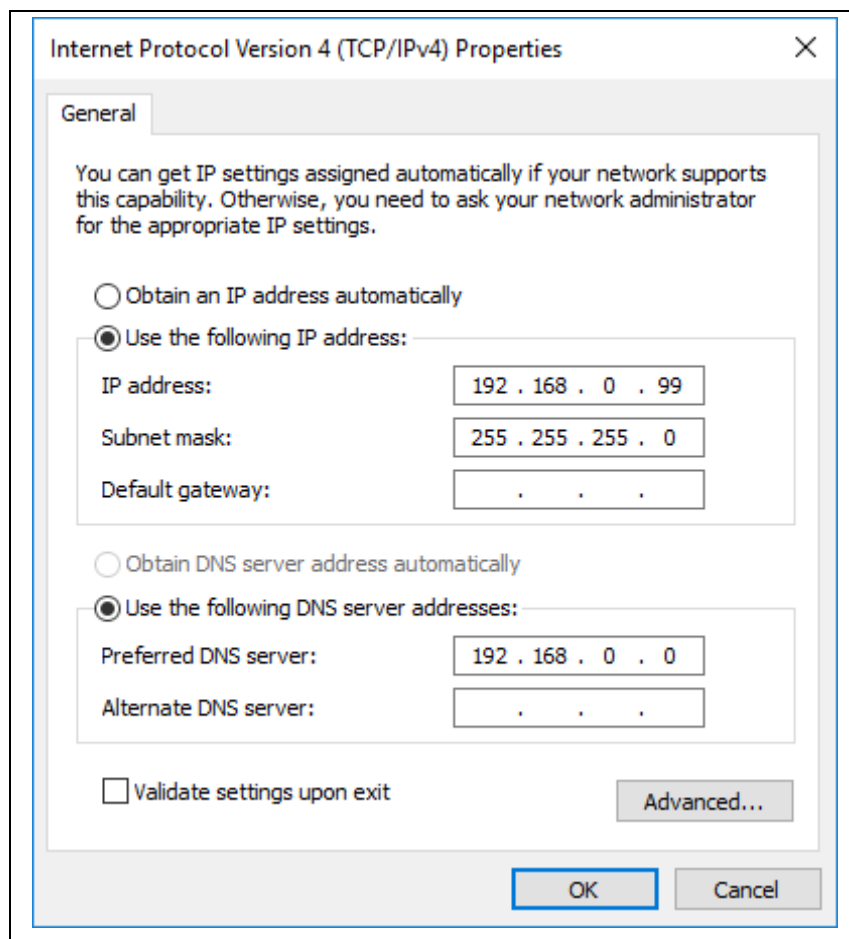 Internet Protocol Version 4 (TCP/IPv4) Properties
General
You can get IP settings assigned automatically if your network supports
this capability. Otherwise, you need to ask your network administrator
for the appropriate IP settings.
Obtain an IP address automatically
Use the following IP address:
IP address: 192 . 168 . 0 . 99
Subnet mask: 255 . 255 . 255 . 0
Default gateway: . . .
Obtain DNS server address automatically
Use the following DNS server addresses:
Preferred DNS server: 192 . 168 . 0 . 0
Alternate DNS server: . . .
Validate settings upon exit
Advanced...
OK Cancel